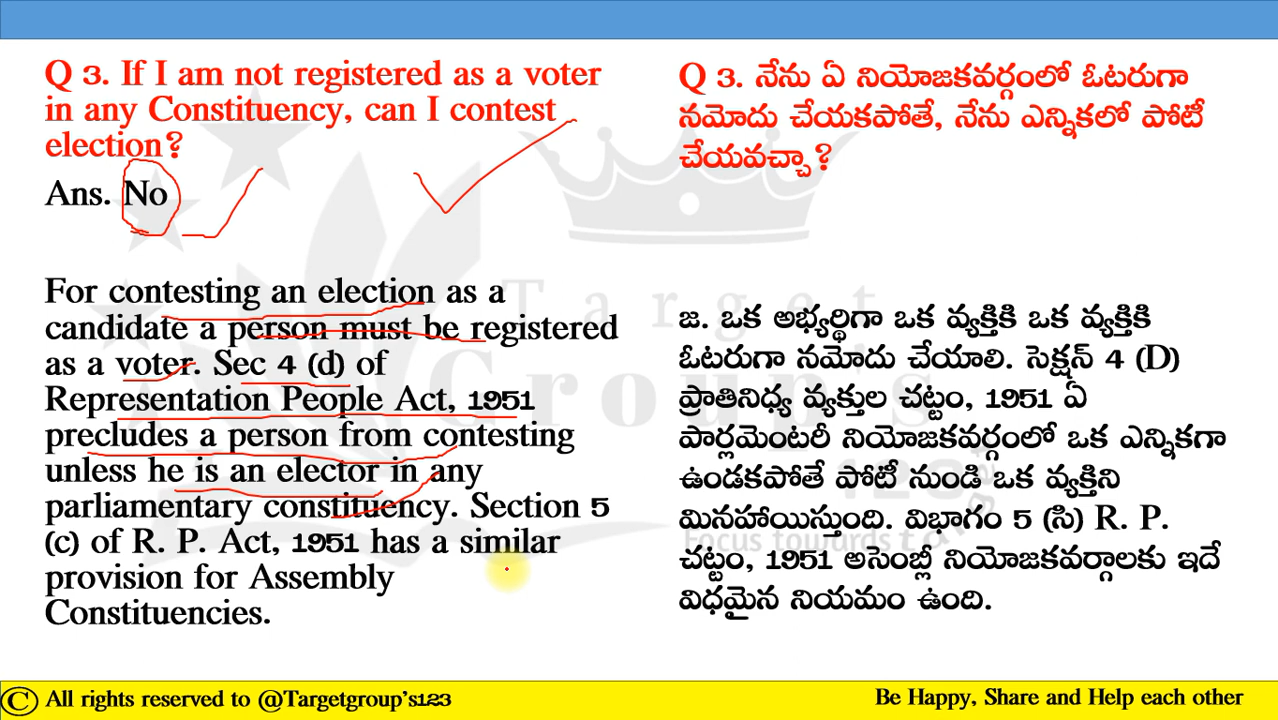 Q 3. If I am not registered as a voter
in any Constituency, can I contest
election?
Ans. No
For contesting an election as a
candidate a person must be registered
as a voter. Sec 4 (d) of
Representation People Act, 1951
precludes a person from contesting
unless he is an elector in any
parliamentary constituency. Section 5
(c) of R. P. Act, 1951 has a similar
provision for Assembly
Constituencies.
Q 3. నేను ఏ నియోజకవర్గంలో ఓటరుగా
నమోదు చేయకపోతే, నేను ఎన్నికలో పోటీ
చేయవచ్చా?
జ. ఒక అభ్యర్థిగా ఒక వ్యక్తికి ఒక వ్యక్తికి
ఓటరుగా నమోదు చేయాలి. సెక్షన్ 4 (D)
ప్రాతినిధ్య వ్యక్తుల చట్టం, 1951 ఏ
పార్లమెంటరీ నియోజకవర్గంలో ఒక ఎన్నికగా
ఉండకపోతే పోటీ నుండి ఒక వ్యక్తిని
మినహాయిస్తుంది. విభాగం 5 (సి) R. P.
చట్టం, 1951 అసెంబ్లీ నియోజకవర్గాలకు ఇదే
విధమైన నియమం ఉంది.
Target
Group's
123
Focus towards t
© All rights reserved to @Targetgroup's123
Be Happy, Share and Help each other